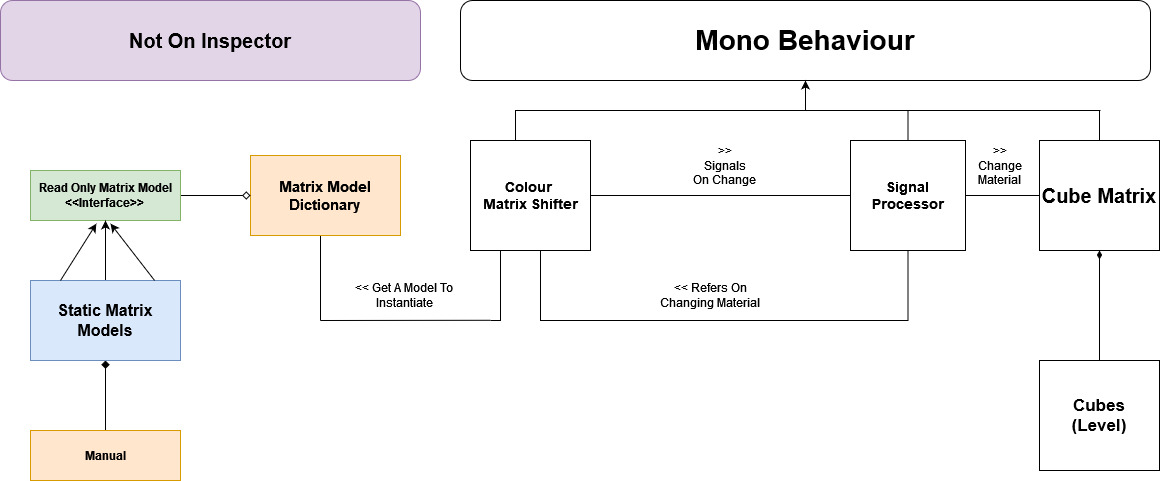 Not On Inspector
Mono Behaviour
Read Only Matrix Model
<<Interface>>
Matrix Model
Dictionary
Colour
Matrix Shifter
>>
Signals
On Change
Signal
Processor
>>
Change
Material
Cube Matrix
Static Matrix
Models
<< Get A Model To
Instantiate
<< Refers On
Changing Material
Cubes
(Level)
Manual